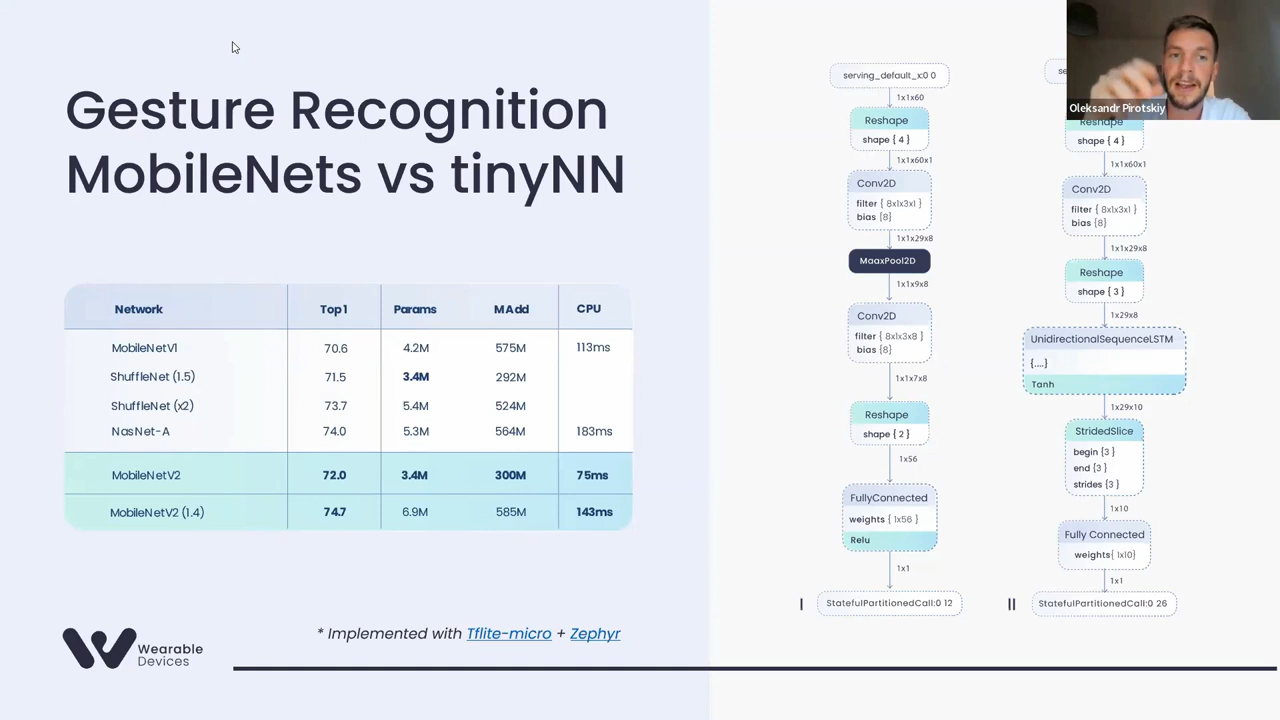 Gesture Recognition
MobileNets vs tinyNN
Network Top 1 Params MAdd CPU
MobileNetV1 70.6 4.2M 575M 113ms
ShuffleNet (1.5) 71.5 3.4M 292M
ShuffleNet (x2) 73.7 5.4M 524M
NasNet-A 74.0 5.3M 564M 183ms
MobileNetV2 72.0 3.4M 300M 75ms
MobileNetV2 (1.4) 74.7 6.9M 585M 143ms
* Implemented with Tflite-micro + Zephyr
Wearable
Devices
serving_default_x:0 0
1x1x60
Reshape
shape { 4 }
1x1x60x1
Conv2D
filter { 8x1x3x1 }
bias {8}
1x1x29x8
MaaxPool2D
1x1x9x8
Conv2D
filter { 8x1x3x8 }
bias {8}
1x1x7x8
Reshape
shape { 2 }
1x56
FullyConnected
weights { 1x56 }
Relu
1x1
I StatefulPartitionedCall:0 12
se
Reshape
shape { 4 }
1x1x60x1
Conv2D
filter { 8x1x3x1 }
bias {8}
1x1x29x8
Reshape
shape { 3 }
1x29x8
UnidirectionalSequenceLSTM
{....}
Tanh
1x29x10
StridedSlice
begin {3 }
end {3 }
strides {3 }
1x10
Fully Connected
weights{ 1x10}
1x1
II StatefulPartitionedCall:0 26
Oleksandr Pirotskiy